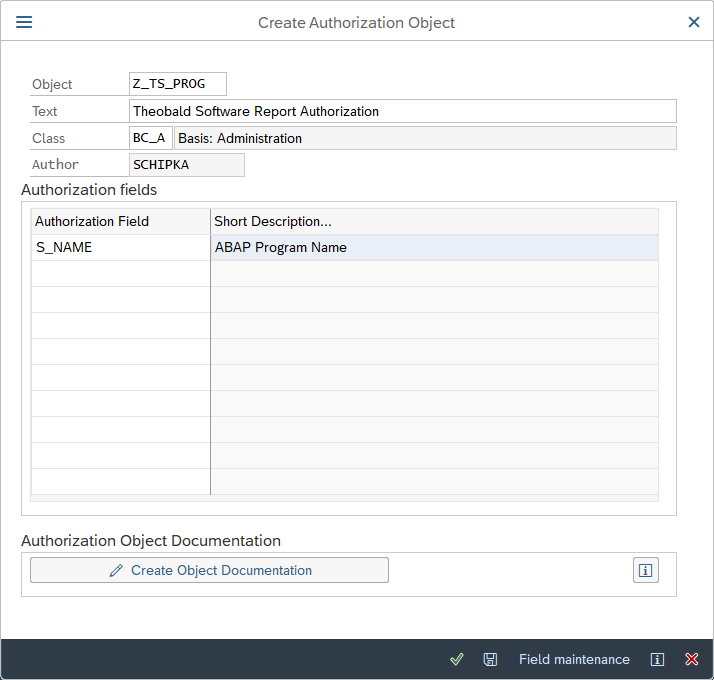 Create Authorization Object
Object Z_TS_PROG
Text Theobald Software Report Authorization
Class BC_A Basis: Administration
Author SCHIPKA
Authorization fields
Authorization Field Short Description...
S_NAME ABAP Program Name
Authorization Object Documentation
Create Object Documentation
Field maintenance